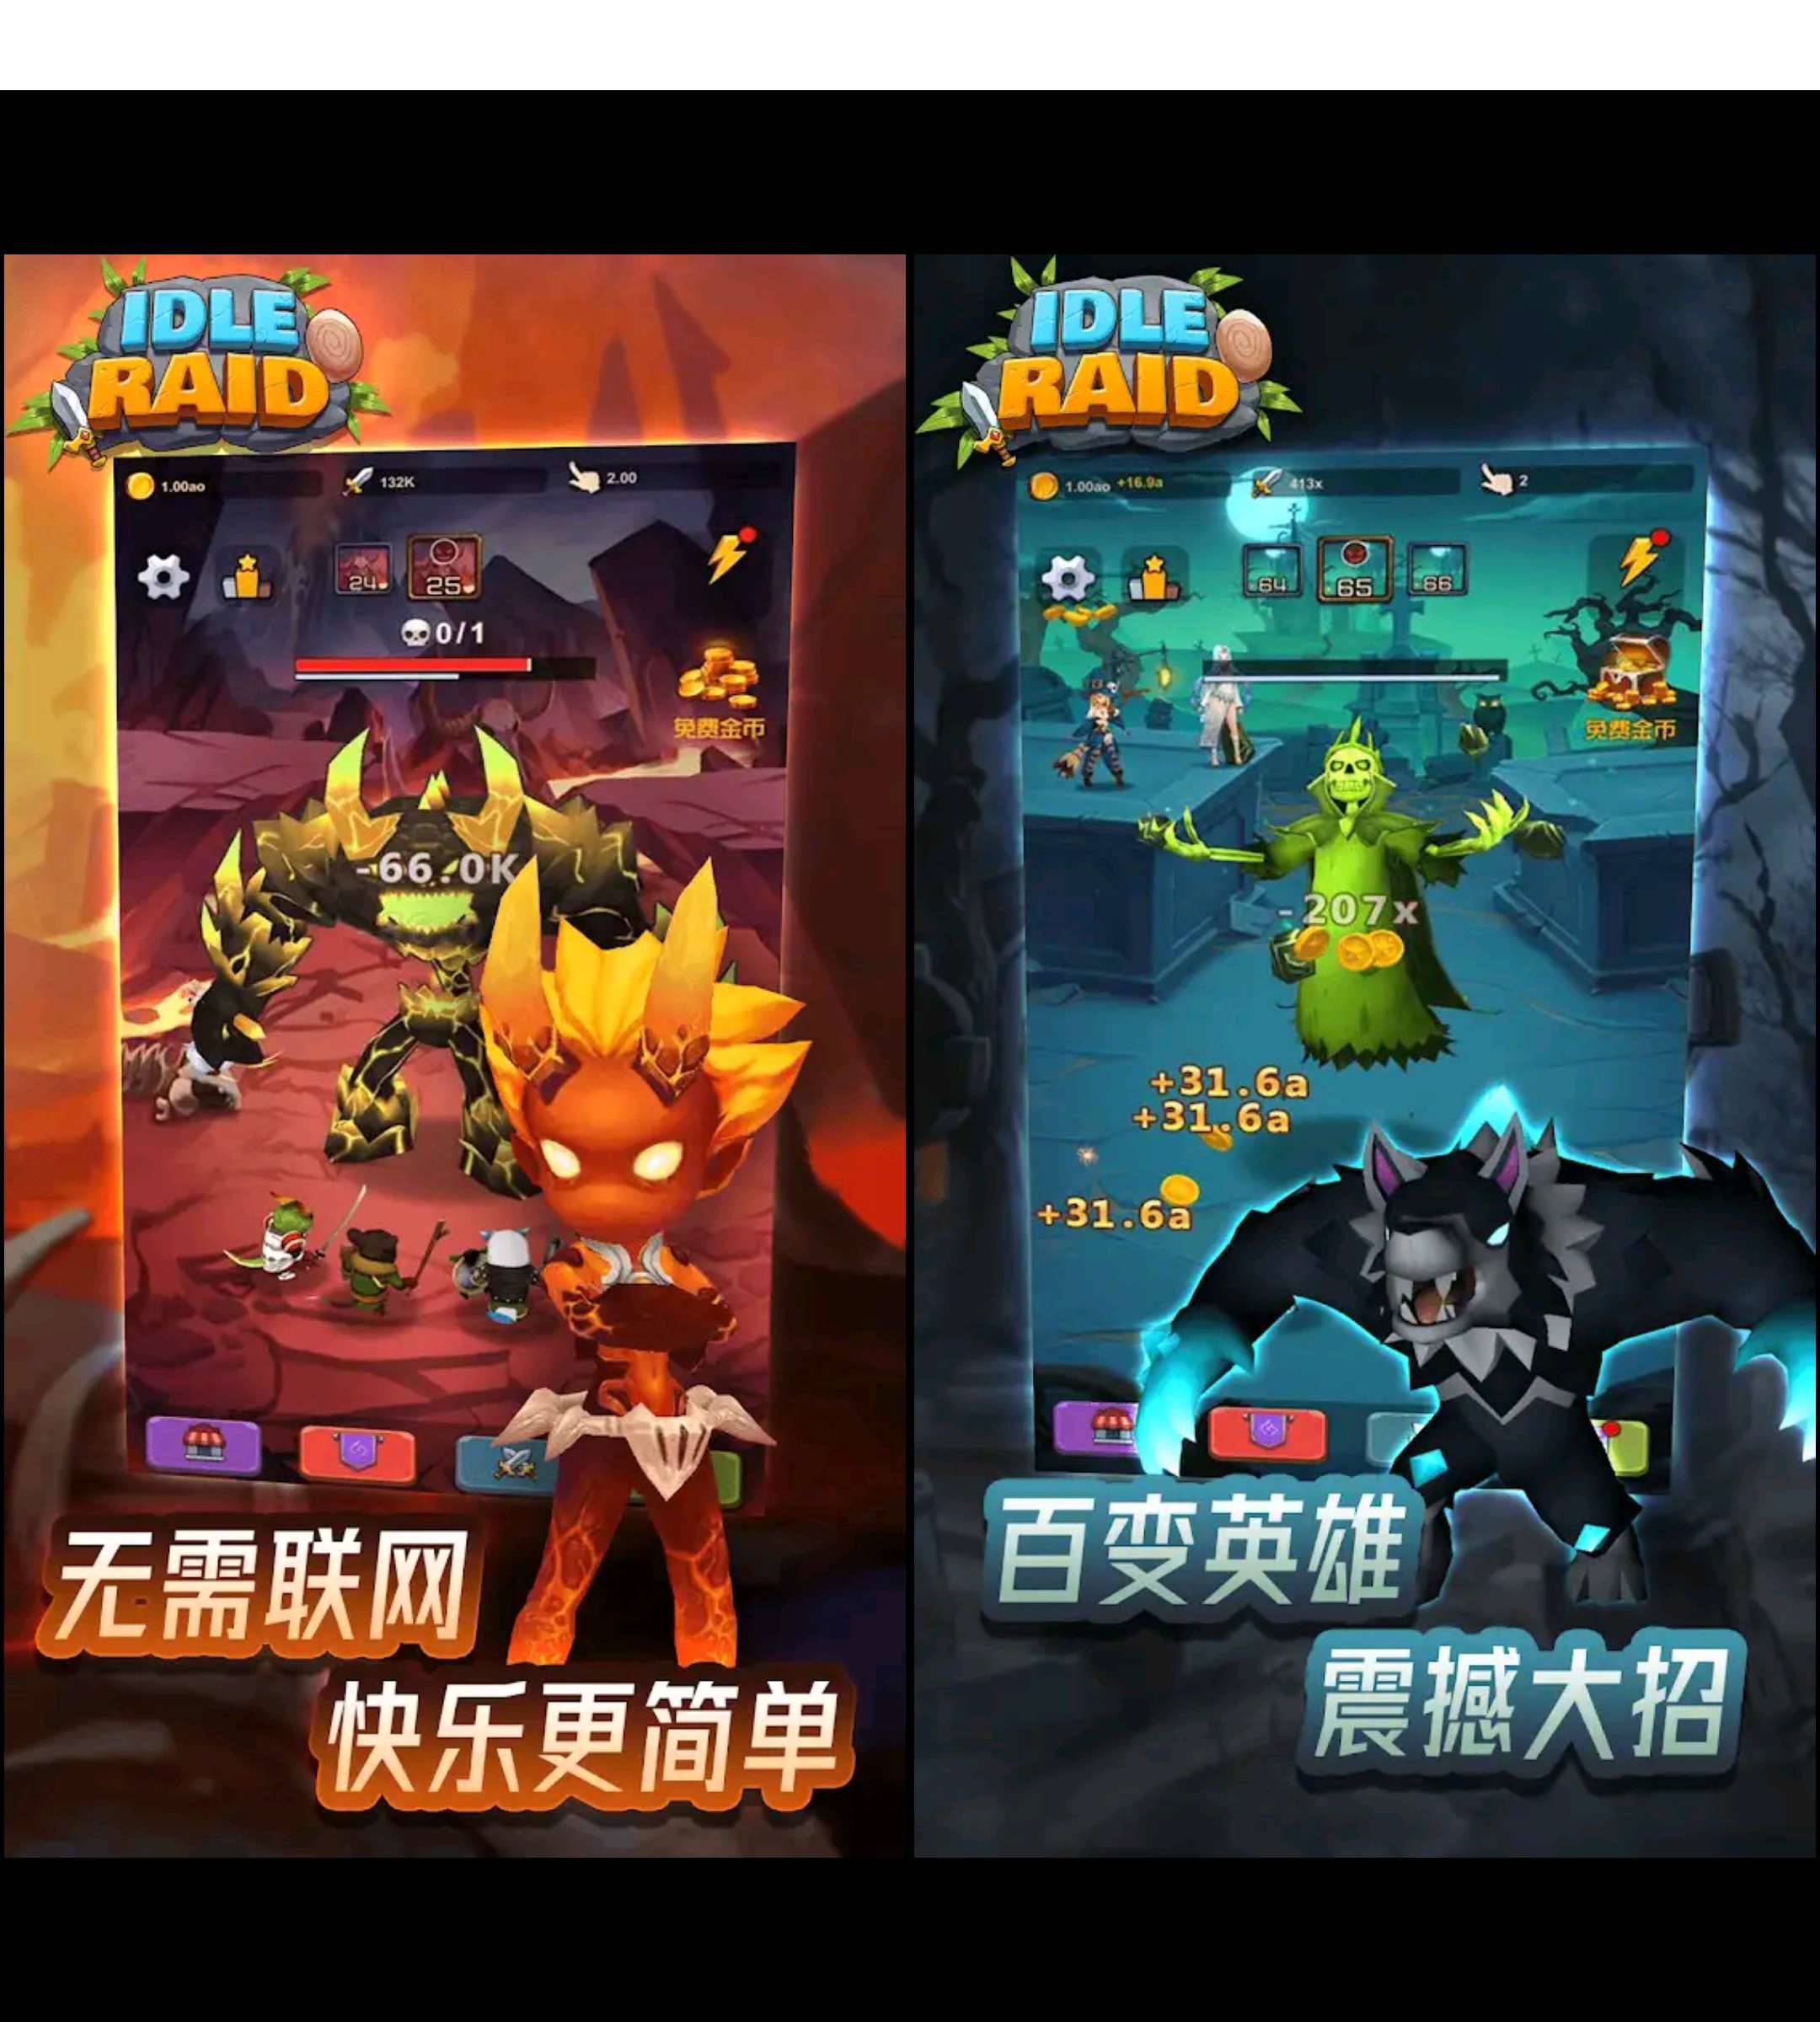 IDLE
RAID
1.00ao
132K
2.00
24
25
0/1
免费金币
-66.0K
无需联网
快乐更简单
IDLE
RAID
1.00ao +16.9a
413x
2
64
65
66
免费金币
-207x
+31.6a
+31.6a
+31.6a
百变英雄
震撼大招